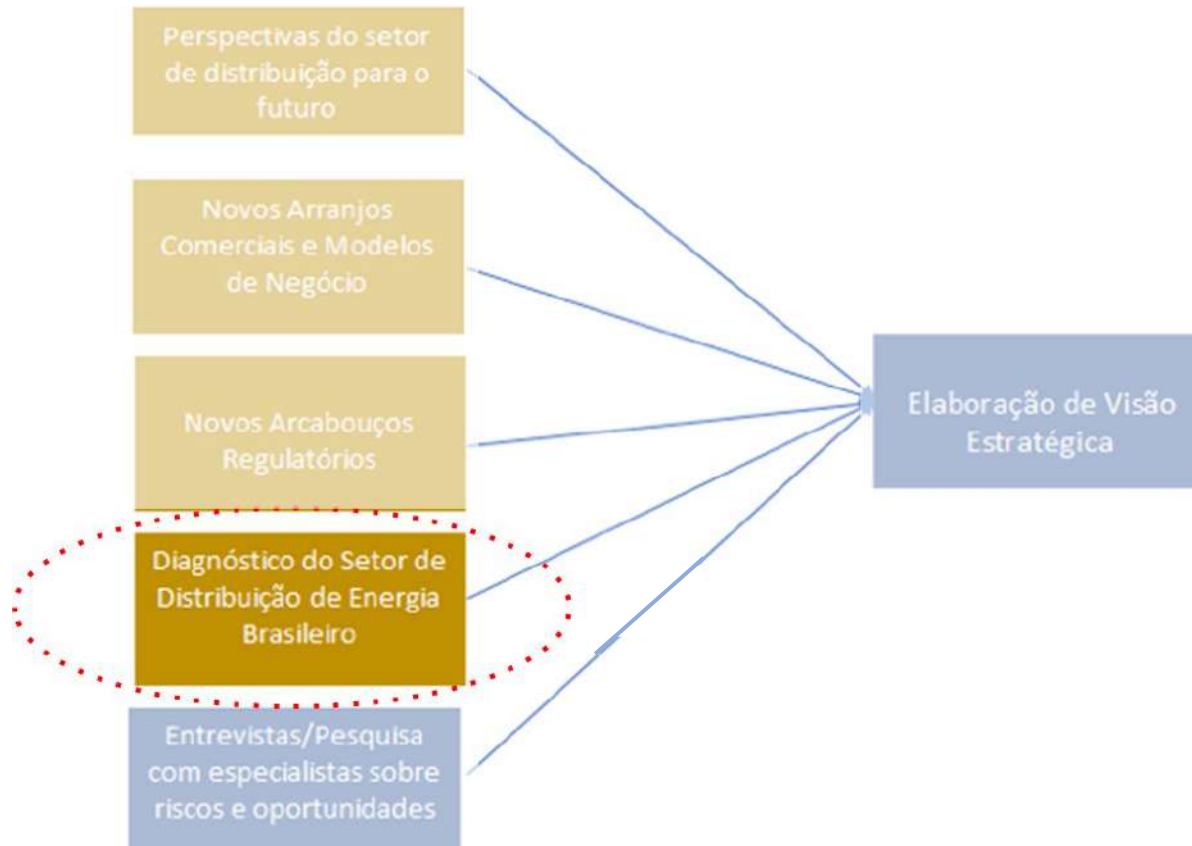 Perspectivas do setor
de distribuição para o
futuro
Novos Arranjos
Comerciais e Modelos
de Negócio
Novos Arcabouços
Regulatórios
Diagnóstico do Setor de
Distribuição de Energia
Brasileiro
Entrevistas/Pesquisa
com especialistas sobre
riscos e oportunidades
Elaboração de Visão
Estratégica